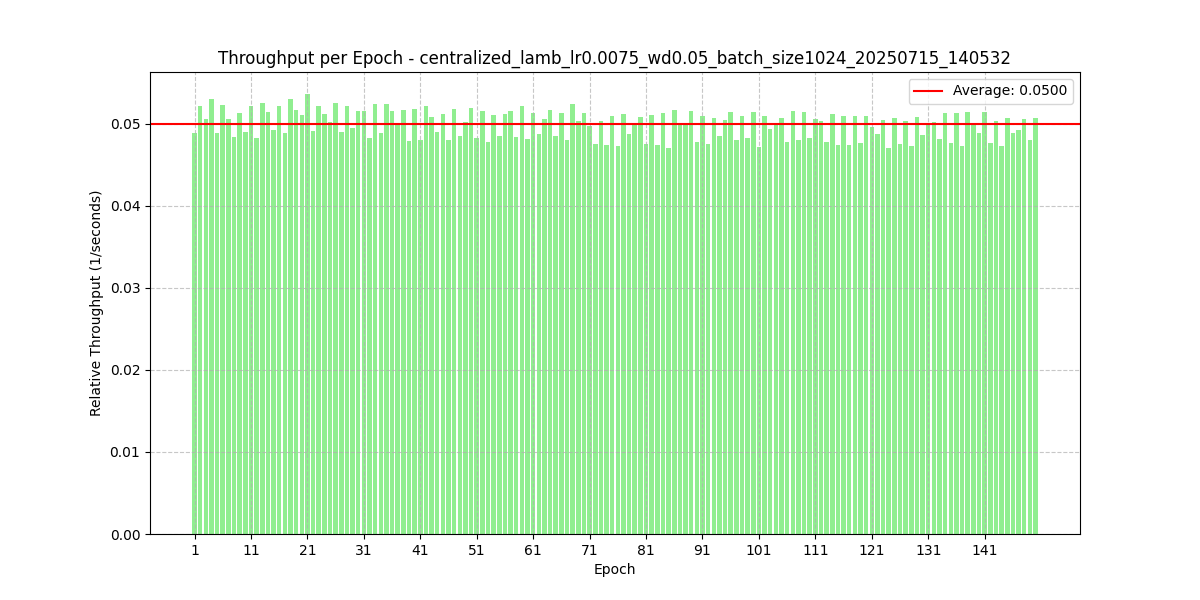 Throughput per Epoch - centralized_lamb_lr0.0075_wd0.05_batch_size1024_20250715_140532
Average: 0.0500
Relative Throughput (1/seconds)
0.05
0.04
0.03
0.02
0.01
0.00
1 11 21 31 41 51 61 71 81 91 101 111 121 131 141
Epoch